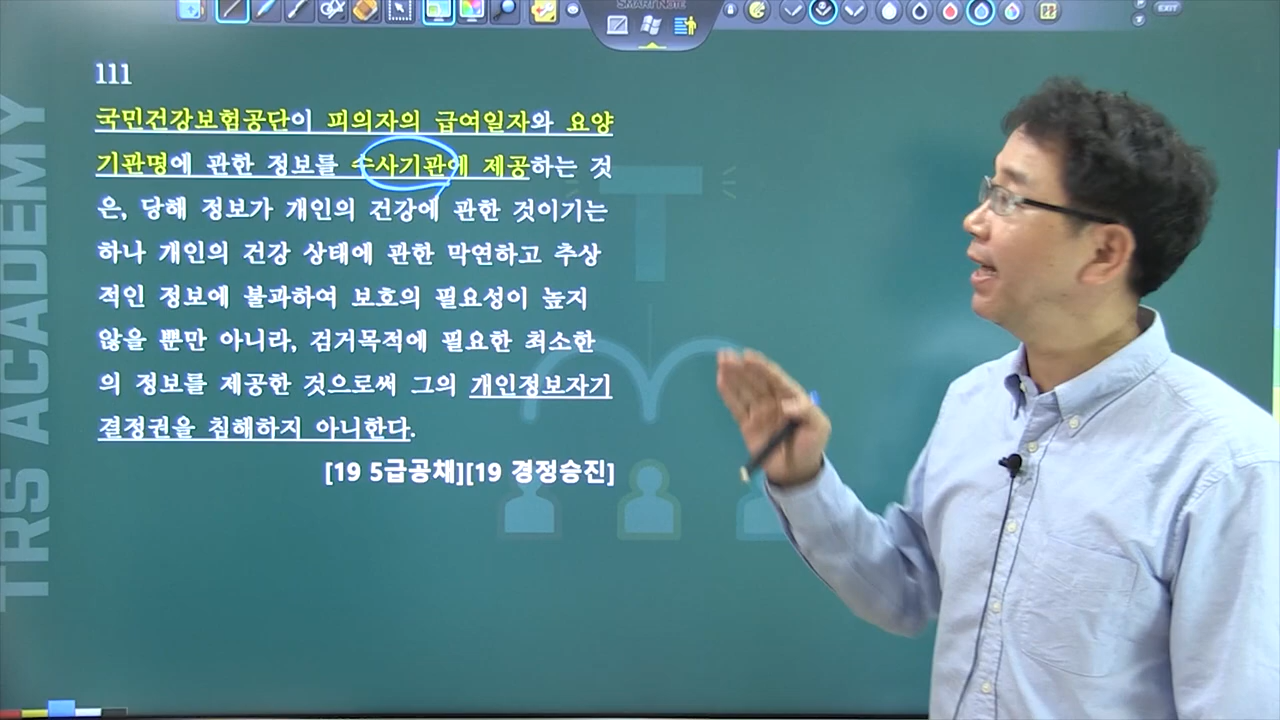 SMART NOTE
EXIT
TRS ACADEMY
111
국민건강보험공단이 피의자의 급여일자와 요양
기관명에 관한 정보를 수사기관에 제공하는 것
은, 당해 정보가 개인의 건강에 관한 것이기는
하나 개인의 건강 상태에 관한 막연하고 추상
적인 정보에 불과하여 보호의 필요성이 높지
않을 뿐만 아니라, 검거목적에 필요한 최소한
의 정보를 제공한 것으로써 그의 개인정보자기
결정권을 침해하지 아니한다.
[19 5급공채][19 경정승진]